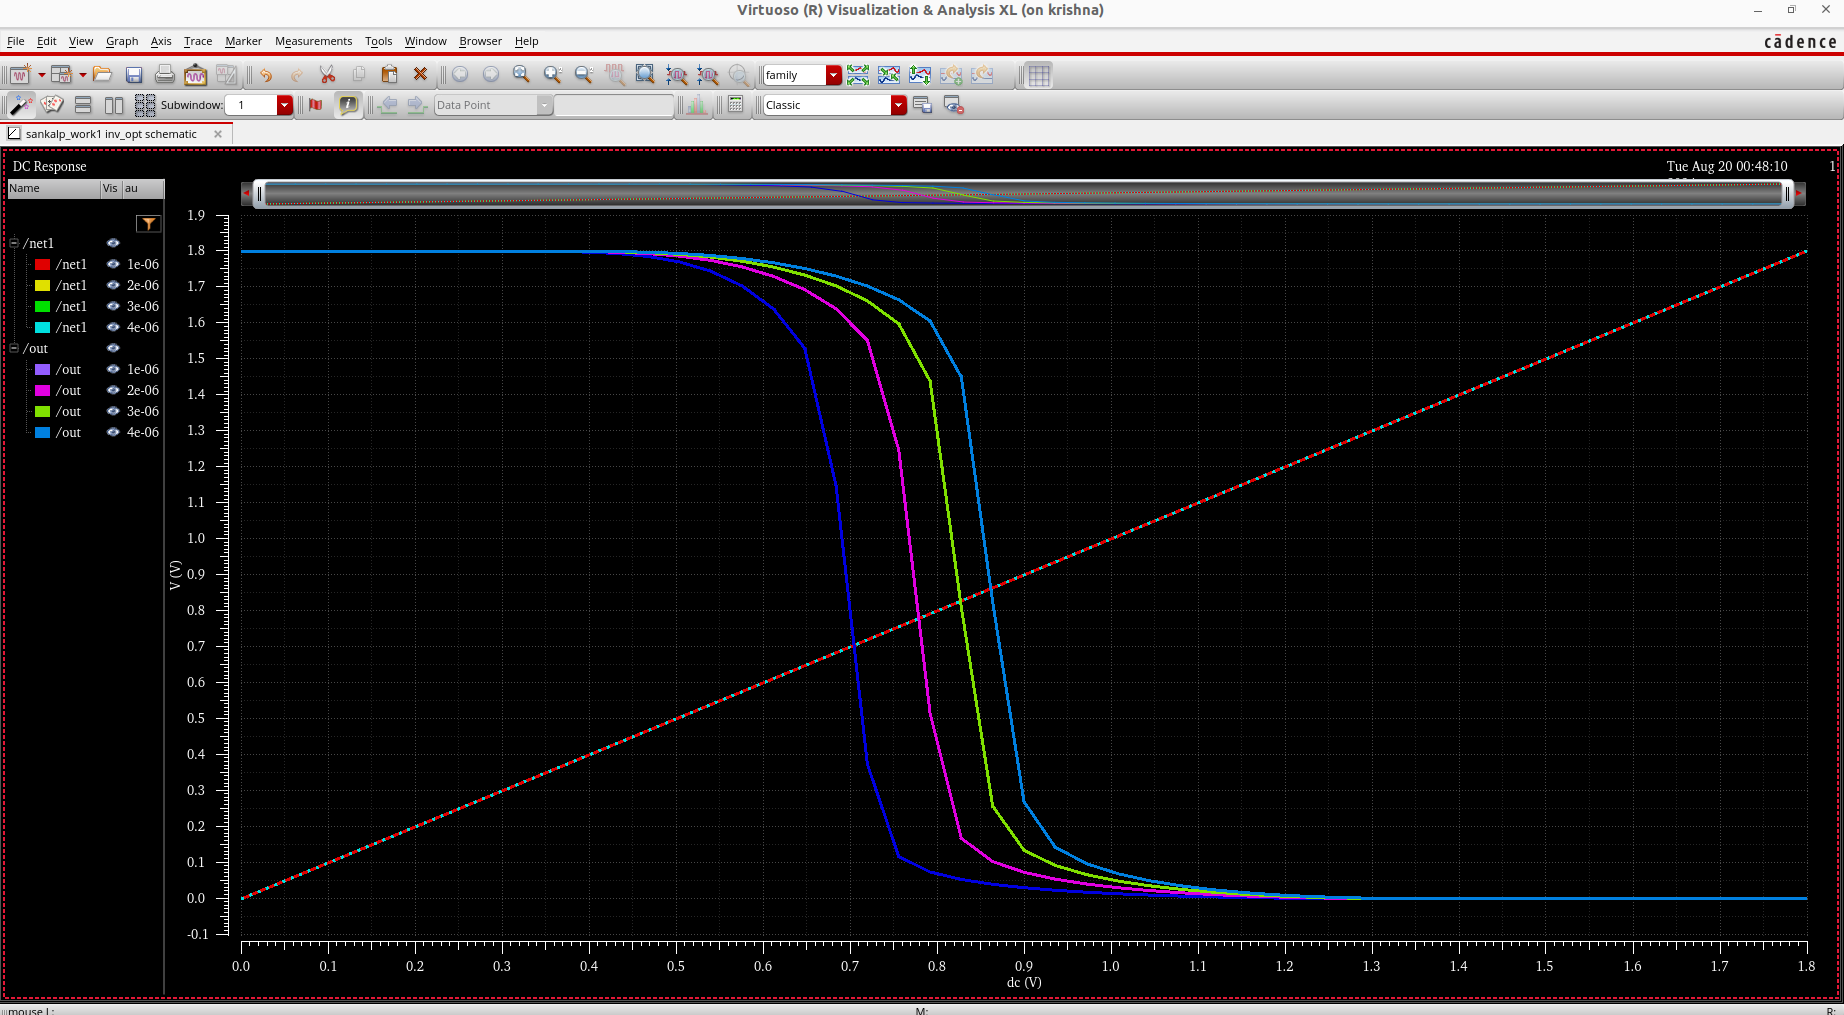 Virtuoso (R) Visualization & Analysis XL (on krishna)
File Edit View Graph Axis Trace Marker Measurements Tools Window Browser Help
cādence
family
Subwindow: 1
Data Point
Classic
sankalp_work1 inv_opt schematic
DC Response
Tue Aug 20 00:48:10
1
Name Vis au
/net1
/net1 1e-06
/net1 2e-06
/net1 3e-06
/net1 4e-06
/out
/out 1e-06
/out 2e-06
/out 3e-06
/out 4e-06
1.9
1.8
1.7
1.6
1.5
1.4
1.3
1.2
1.1
1.0
0.9
0.8
0.7
0.6
0.5
0.4
0.3
0.2
0.1
0.0
-0.1
V (V)
0.0 0.1 0.2 0.3 0.4 0.5 0.6 0.7 0.8 0.9 1.0 1.1 1.2 1.3 1.4 1.5 1.6 1.7 1.8
dc (V)
mouse L: M: R: